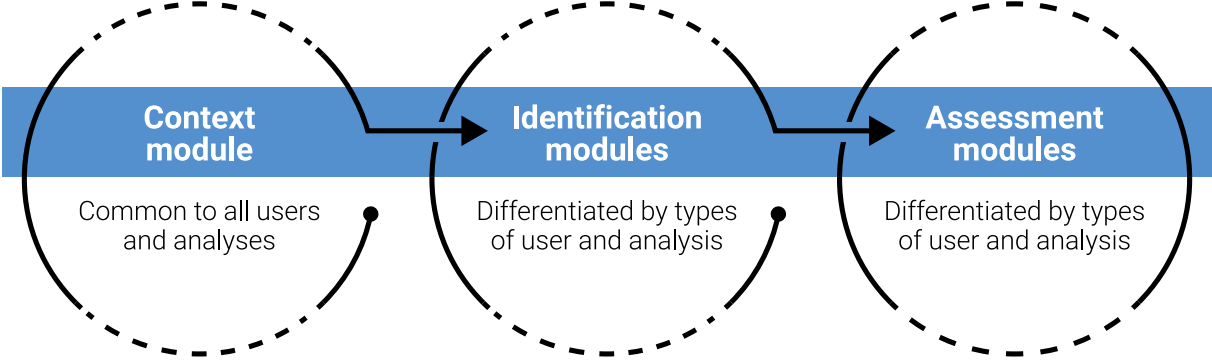 Context
module
Common to all users
and analyses
Identification
modules
Differentiated by types
of user and analysis
Assessment
modules
Differentiated by types
of user and analysis